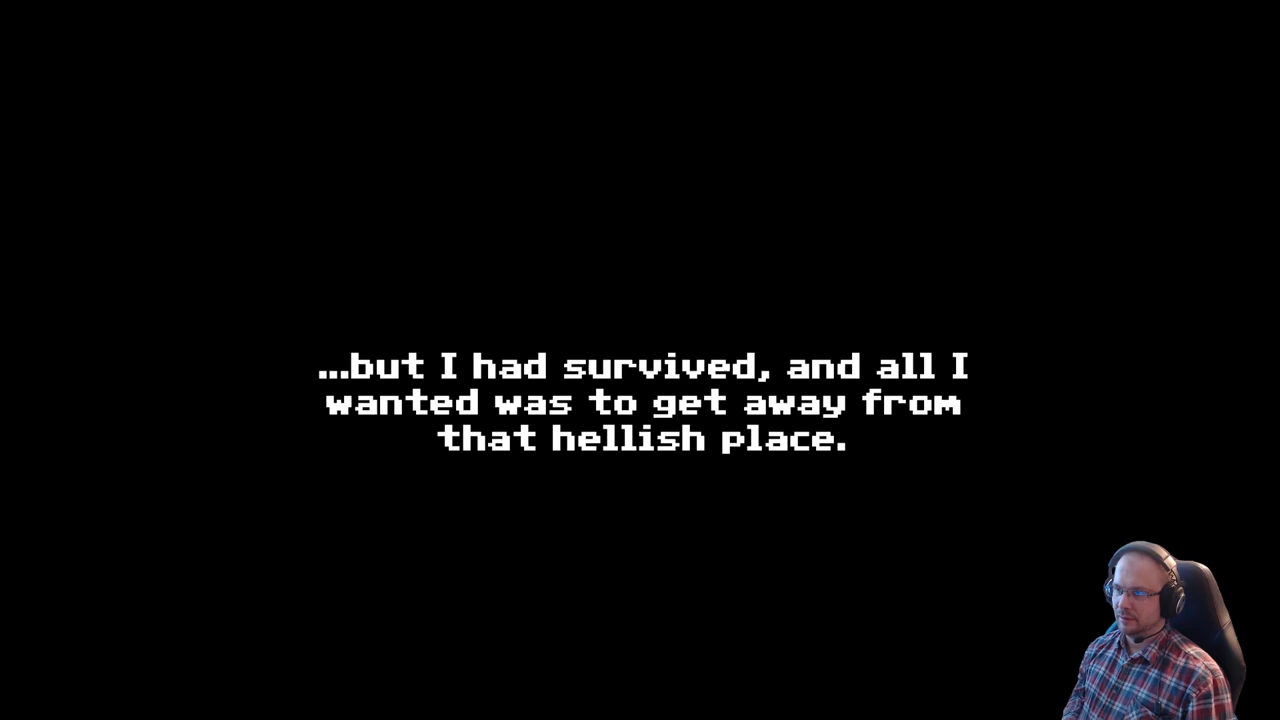 ...but I had survived, and all I
wanted was to get away from
that hellish place.